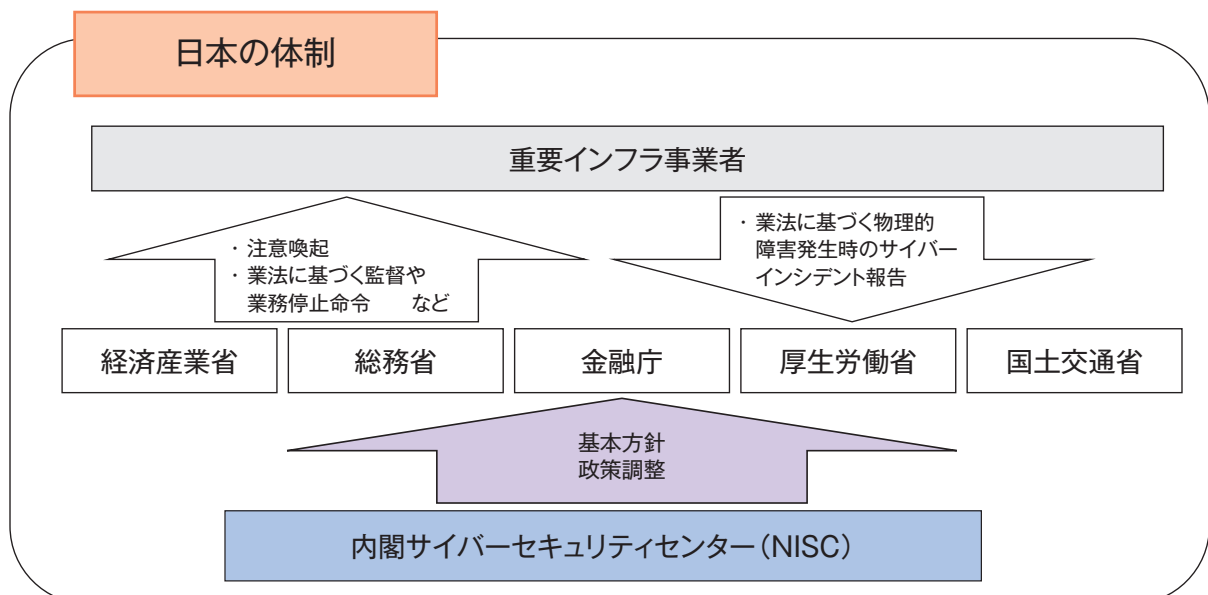 日本の体制
重要インフラ事業者
・注意喚起
・業法に基づく監督や
業務停止命令　など
・業法に基づく物理的
障害発生時のサイバー
インシデント報告
経済産業省
総務省
金融庁
厚生労働省
国土交通省
基本方針
政策調整
内閣サイバーセキュリティセンター（NISC）